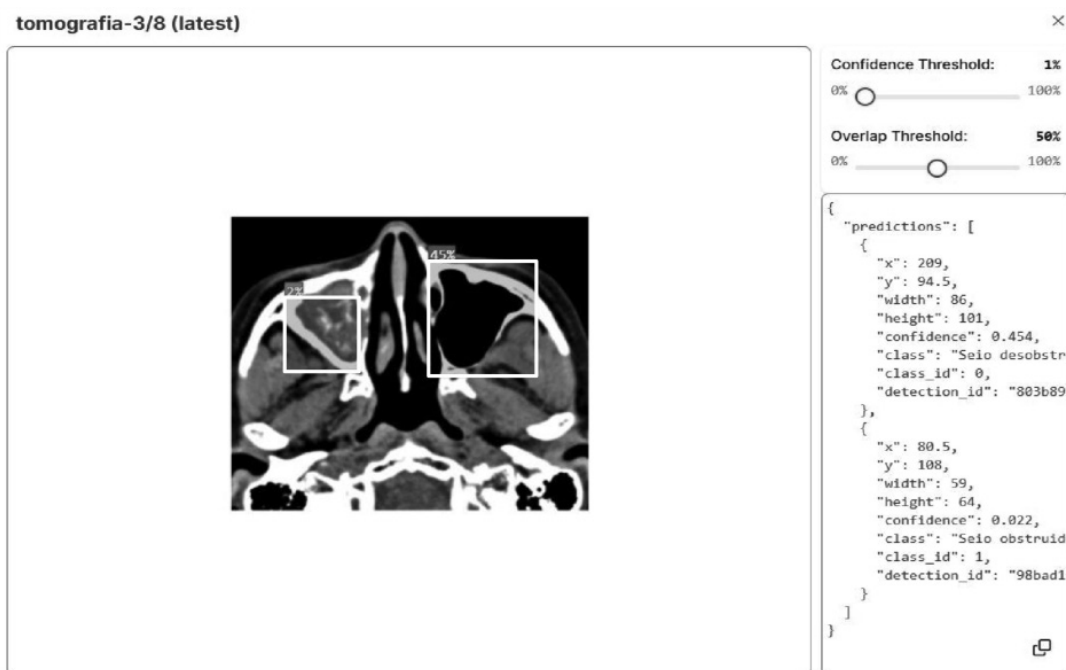 tomografia-3/8 (latest)
Confidence Threshold: 1%
0% 100%
Overlap Threshold: 50%
0% 100%
45%
2%
{
"predictions": [
{
"x": 209,
"y": 94.5,
"width": 86,
"height": 101,
"confidence": 0.454,
"class": "Seio desobstr
"class_id": 0,
"detection_id": "803b89
},
{
"x": 80.5,
"y": 108,
"width": 59,
"height": 64,
"confidence": 0.022,
"class": "Seio obstruid
"class_id": 1,
"detection_id": "98bad1
}
]
}